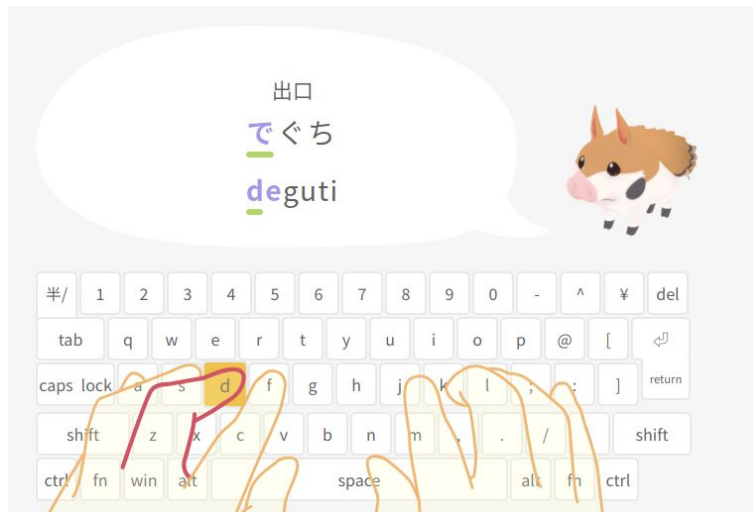 出口
でぐち
deguti
半/ 1 2 3 4 5 6 7 8 9 0 - ^ ¥ del
tab q w e r t y u i o p @ [ ⏎
caps lock a s d f g h j k l ; : ] return
shift z x c v b n m , . / shift
ctrl fn win alt space alt fn ctrl